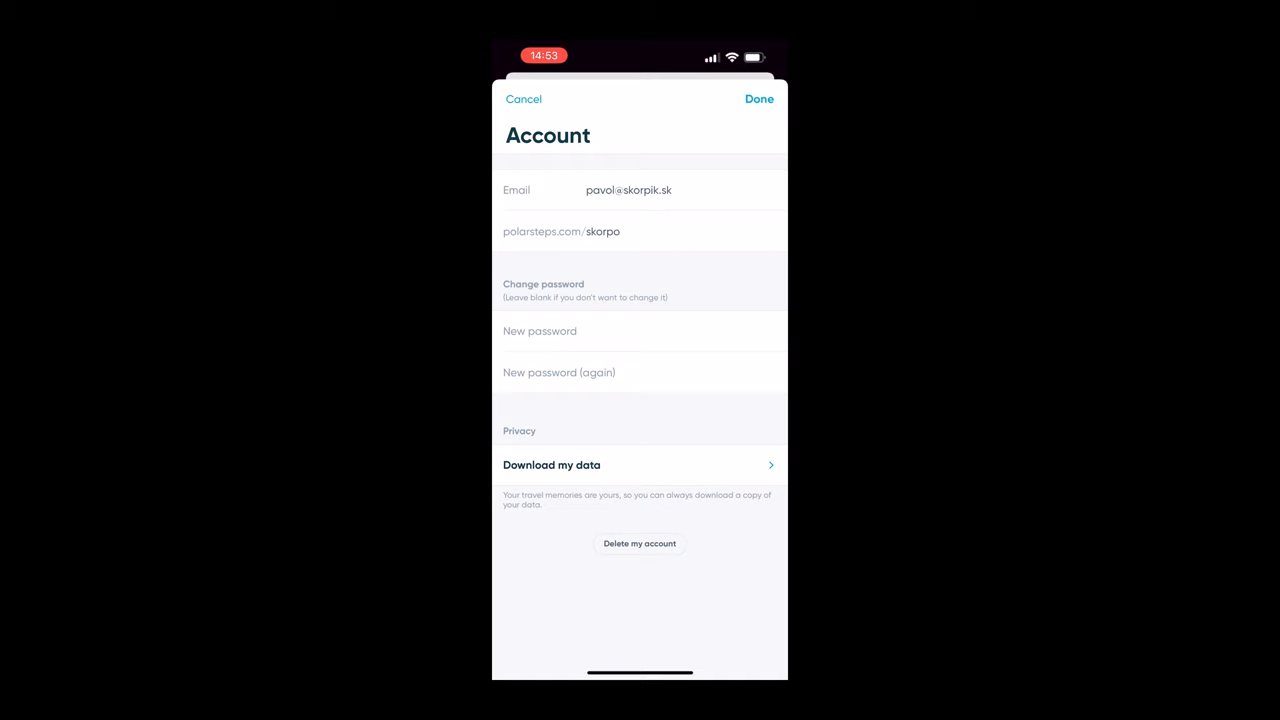 14:53
Cancel
Done
Account
Email
pavol@skorpik.sk
polarsteps.com/skorpo
Change password
(Leave blank if you don't want to change it)
New password
New password (again)
Privacy
Download my data
Your travel memories are yours, so you can always download a copy of
your data.
Delete my account